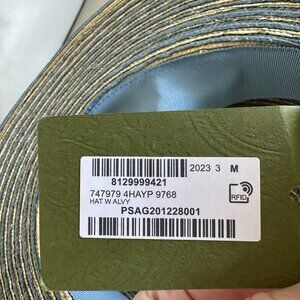 2023 3 M
8129999421
747979 4HAYP 9768
HAT W ALVY
RFID
PSAG201228001